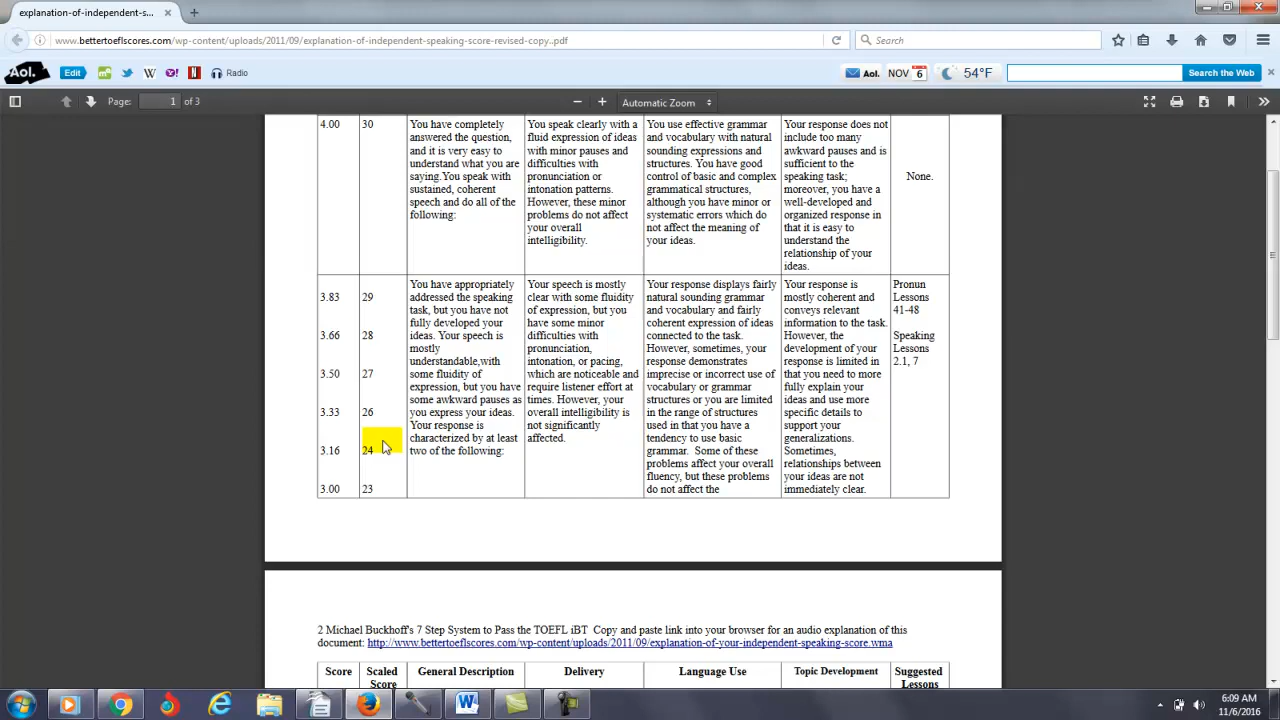 explanation-of-independent-s...
www.bettertoeflscores.com/wp-content/uploads/2011/09/explanation-of-independent-speaking-score-revised-copy..pdf
Search
Aol.
Edit
Radio
Aol.
NOV 6
54°F
Search the Web
Page: 1 of 3
Automatic Zoom
4.00
30
You have completely
answered the question,
and it is very easy to
understand what you are
saying.You speak with
sustained, coherent
speech and do all of the
following:
You speak clearly with a
fluid expression of ideas
with minor pauses and
difficulties with
pronunciation or
intonation patterns.
However, these minor
problems do not affect
your overall
intelligibility.
You use effective grammar
and vocabulary with natural
sounding expressions and
structures. You have good
control of basic and complex
grammatical structures,
although you have minor or
systematic errors which do
not affect the meaning of
your ideas.
Your response does not
include too many
awkward pauses and is
sufficient to the
speaking task;
moreover, you have a
well-developed and
organized response in
that it is easy to
understand the
relationship of your
ideas.
None.
3.83
3.66
3.50
3.33
3.16
3.00
29
28
27
26
24
23
You have appropriately
addressed the speaking
task, but you have not
fully developed your
ideas. Your speech is
mostly
understandable,with
some fluidity of
expression, but you have
some awkward pauses as
you express your ideas.
Your response is
characterized by at least
two of the following:
Your speech is mostly
clear with some fluidity
of expression, but you
have some minor
difficulties with
pronunciation,
intonation, or pacing,
which are noticeable and
require listener effort at
times. However, your
overall intelligibility is
not significantly
affected.
Your response displays fairly
natural sounding grammar
and vocabulary and fairly
coherent expression of ideas
connected to the task.
However, sometimes, your
response demonstrates
imprecise or incorrect use of
vocabulary or grammar
structures or you are limited
in the range of structures
used in that you have a
tendency to use basic
grammar. Some of these
problems affect your overall
fluency, but these problems
do not affect the
Your response is
mostly coherent and
conveys relevant
information to the task.
However, the
development of your
response is limited in
that you need to more
fully explain your
ideas and use more
specific details to
support your
generalizations.
Sometimes,
relationships between
your ideas are not
immediately clear.
Pronun
Lessons
41-48
Speaking
Lessons
2.1, 7
2 Michael Buckhoff's 7 Step System to Pass the TOEFL iBT Copy and paste link into your browser for an audio explanation of this
document: http://www.bettertoeflscores.com/wp-content/uploads/2011/09/explanation-of-your-independent-speaking-score.wma
Score
Scaled
Score
General Description
Delivery
Language Use
Topic Development
Suggested
Lessons
6:09 AM
11/6/2016